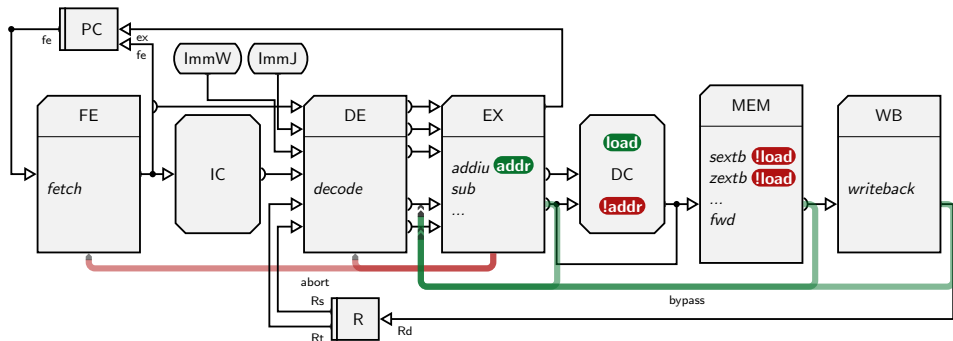 PC
fe
ex
fe
ImmW
ImmJ
FE
DE
EX
MEM
WB
load
addiu addr
sextb !load
IC
DC
fetch
decode
sub
zextb !load
writeback
...
!addr
...
fwd
abort
bypass
Rs
R
Rt
Rd